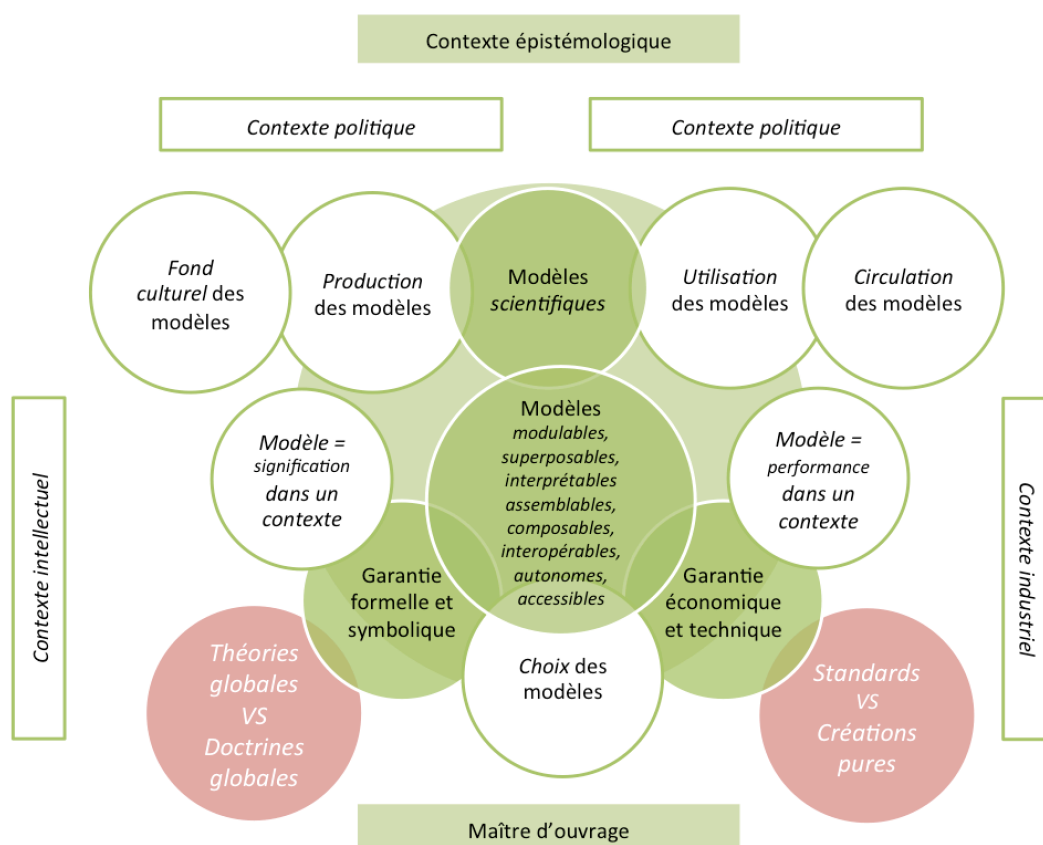 Contexte épistémologique
Contexte politique
Contexte politique
Fond
culturel des
modèles
Production
des modèles
Modèles
scientifiques
Utilisation
des modèles
Circulation
des modèles
Modèle =
signification
dans un
contexte
Modèles
modulables,
superposables,
interprétables
assemblables,
composables,
interopérables,
autonomes,
accessibles
Modèle =
performance
dans un
contexte
Contexte intellectuel
Contexte industriel
Garantie
formelle et
symbolique
Garantie
économique
et technique
Théories
globales
VS
Doctrines
globales
Choix des
modèles
Standards
VS
Créations
pures
Maître d’ouvrage